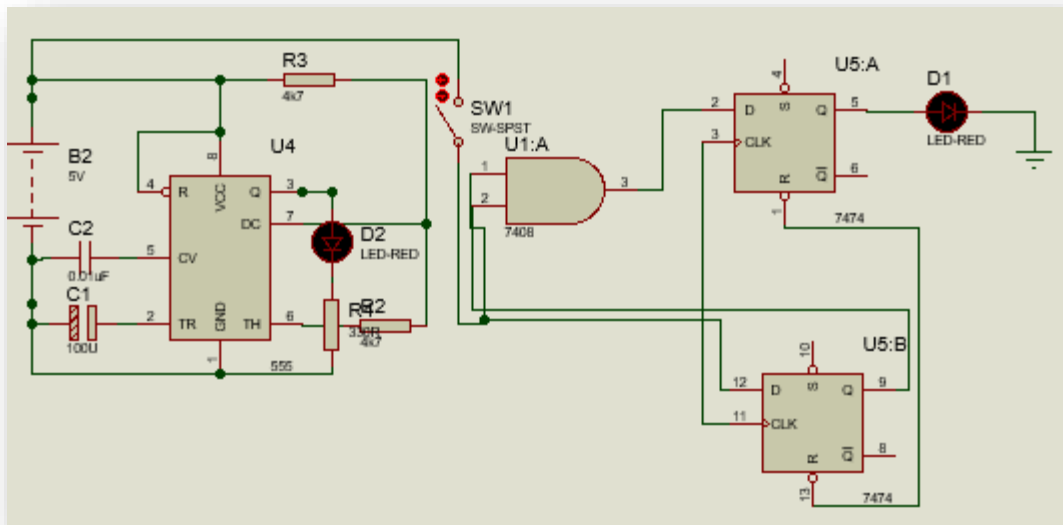 R3
4k7
SW1
SW-SPST
U1:A
1
2
3
7408
U5:A
4
S
2
D
Q
5
3
CLK
Q
6
R
1
7474
D1
LED-RED
B2
5V
U4
8
VCC
4
R
Q
3
DC
7
5
CV
2
TR
GND
TH
6
1
555
C2
0.01uF
C1
100U
D2
LED-RED
R4
330R
R2
4k7
U5:B
10
S
12
D
Q
9
11
CLK
Q
8
R
13
7474